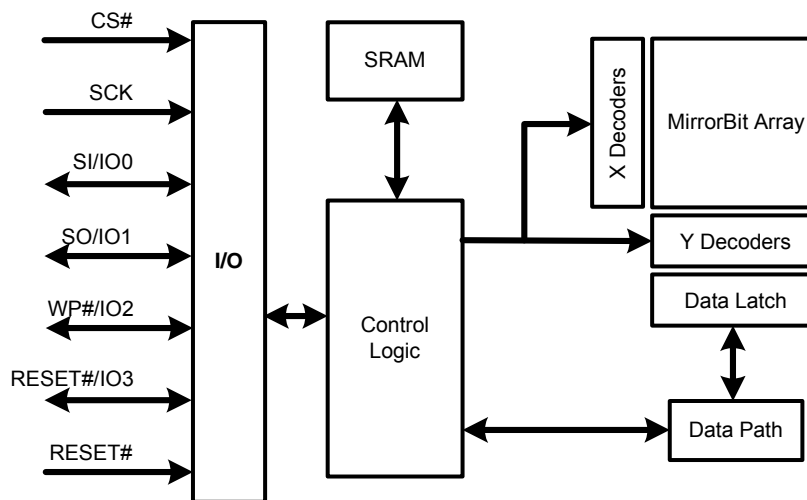 CS#
SCK
SI/IO0
SO/IO1
WP#/IO2
RESET#/IO3
RESET#
I/O
SRAM
Control
Logic
X Decoders
MirrorBit Array
Y Decoders
Data Latch
Data Path